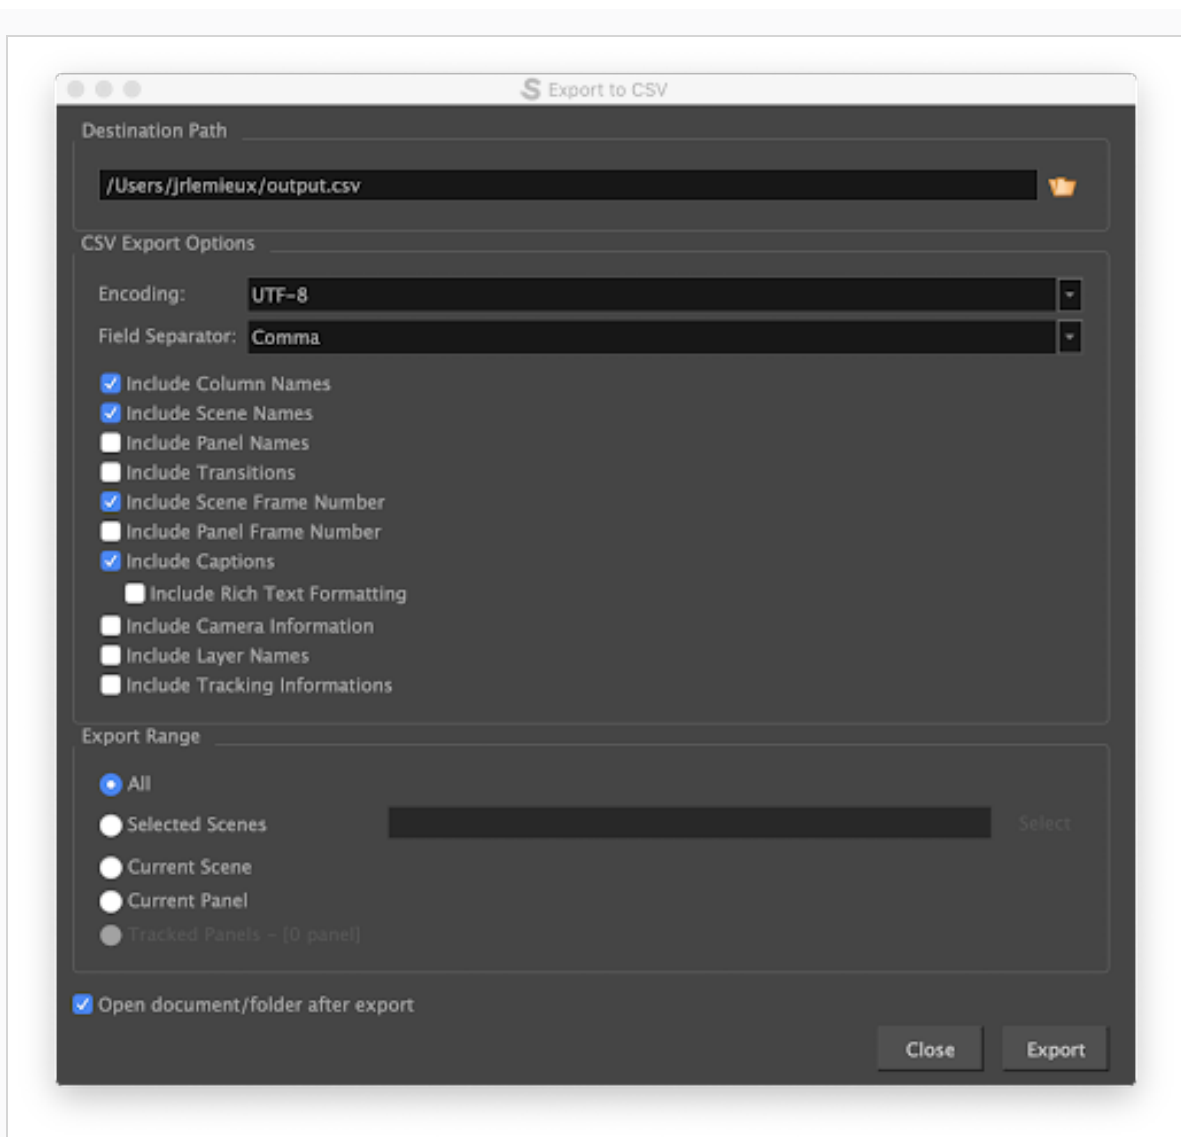 S Export to CSV
Destination Path
/Users/jrlemieux/output.csv
CSV Export Options
Encoding: UTF-8
Field Separator: Comma
Include Column Names
Include Scene Names
Include Panel Names
Include Transitions
Include Scene Frame Number
Include Panel Frame Number
Include Captions
Include Rich Text Formatting
Include Camera Information
Include Layer Names
Include Tracking Informations
Export Range
All
Selected Scenes Select
Current Scene
Current Panel
Tracked Panels - [0 panel]
Open document/folder after export
Close Export